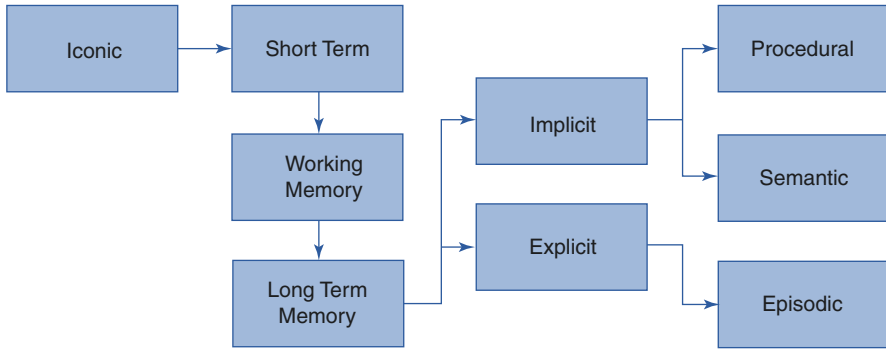 Iconic
Short Term
Working
Memory
Long Term
Memory
Implicit
Explicit
Procedural
Semantic
Episodic